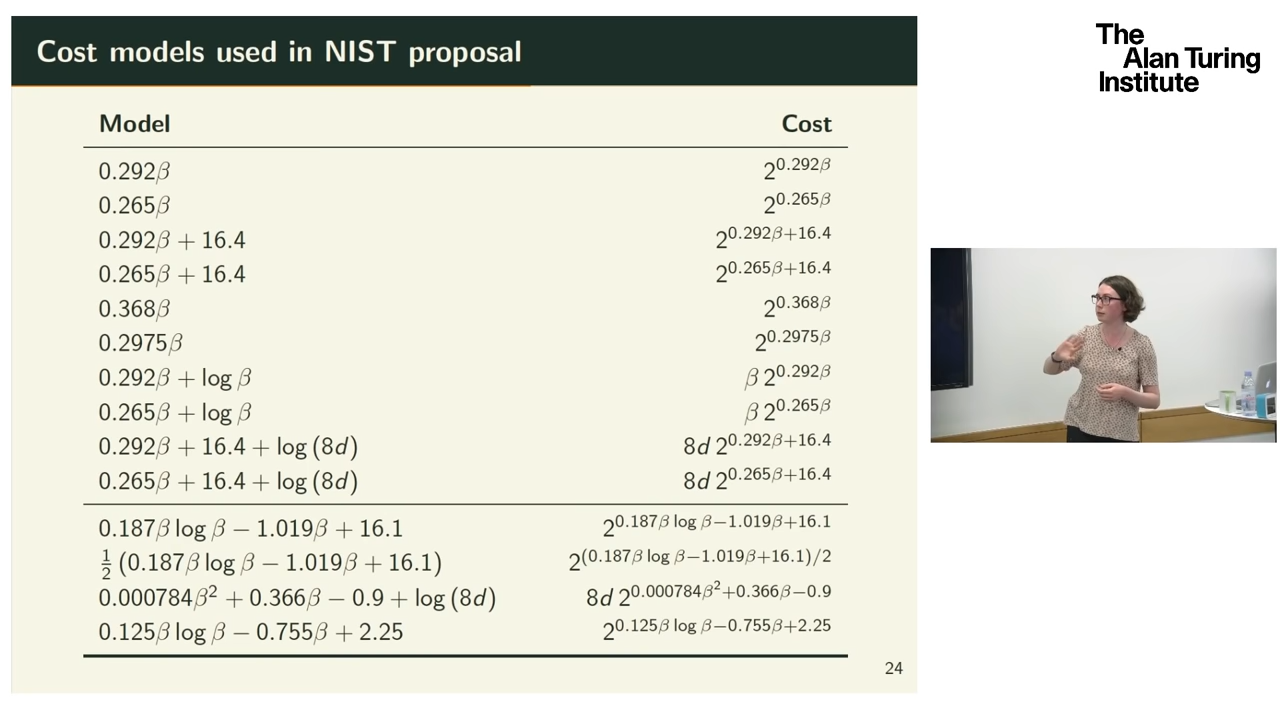 Cost models used in NIST proposal
The
Alan Turing
Institute
Model Cost
0.292β 2^{0.292β}
0.265β 2^{0.265β}
0.292β + 16.4 2^{0.292β+16.4}
0.265β + 16.4 2^{0.265β+16.4}
0.368β 2^{0.368β}
0.2975β 2^{0.2975β}
0.292β + log β β 2^{0.292β}
0.265β + log β β 2^{0.265β}
0.292β + 16.4 + log (8d) 8d 2^{0.292β+16.4}
0.265β + 16.4 + log (8d) 8d 2^{0.265β+16.4}
0.187β log β − 1.019β + 16.1 2^{0.187β log β−1.019β+16.1}
½ (0.187β log β − 1.019β + 16.1) 2^{(0.187β log β−1.019β+16.1)/2}
0.000784β² + 0.366β − 0.9 + log (8d) 8d 2^{0.000784β²+0.366β−0.9}
0.125β log β − 0.755β + 2.25 2^{0.125β log β−0.755β+2.25}
24